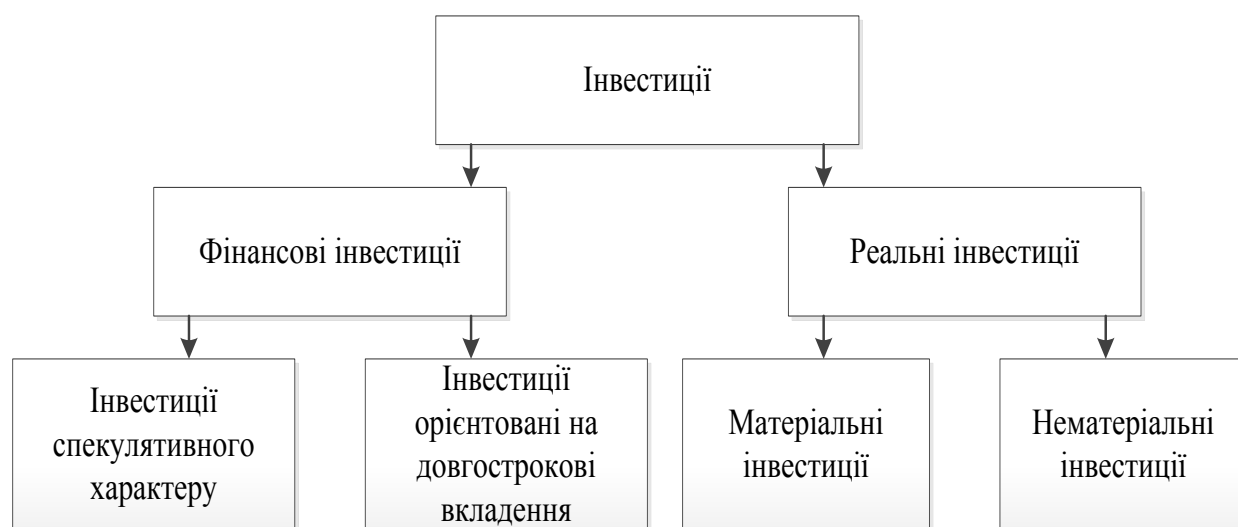 Інвестиції
Фінансові інвестиції
Реальні інвестиції
Інвестиції
спекулятивного
характеру
Інвестиції
орієнтовані на
довгострокові
вкладення
Матеріальні
інвестиції
Нематеріальні
інвестиції